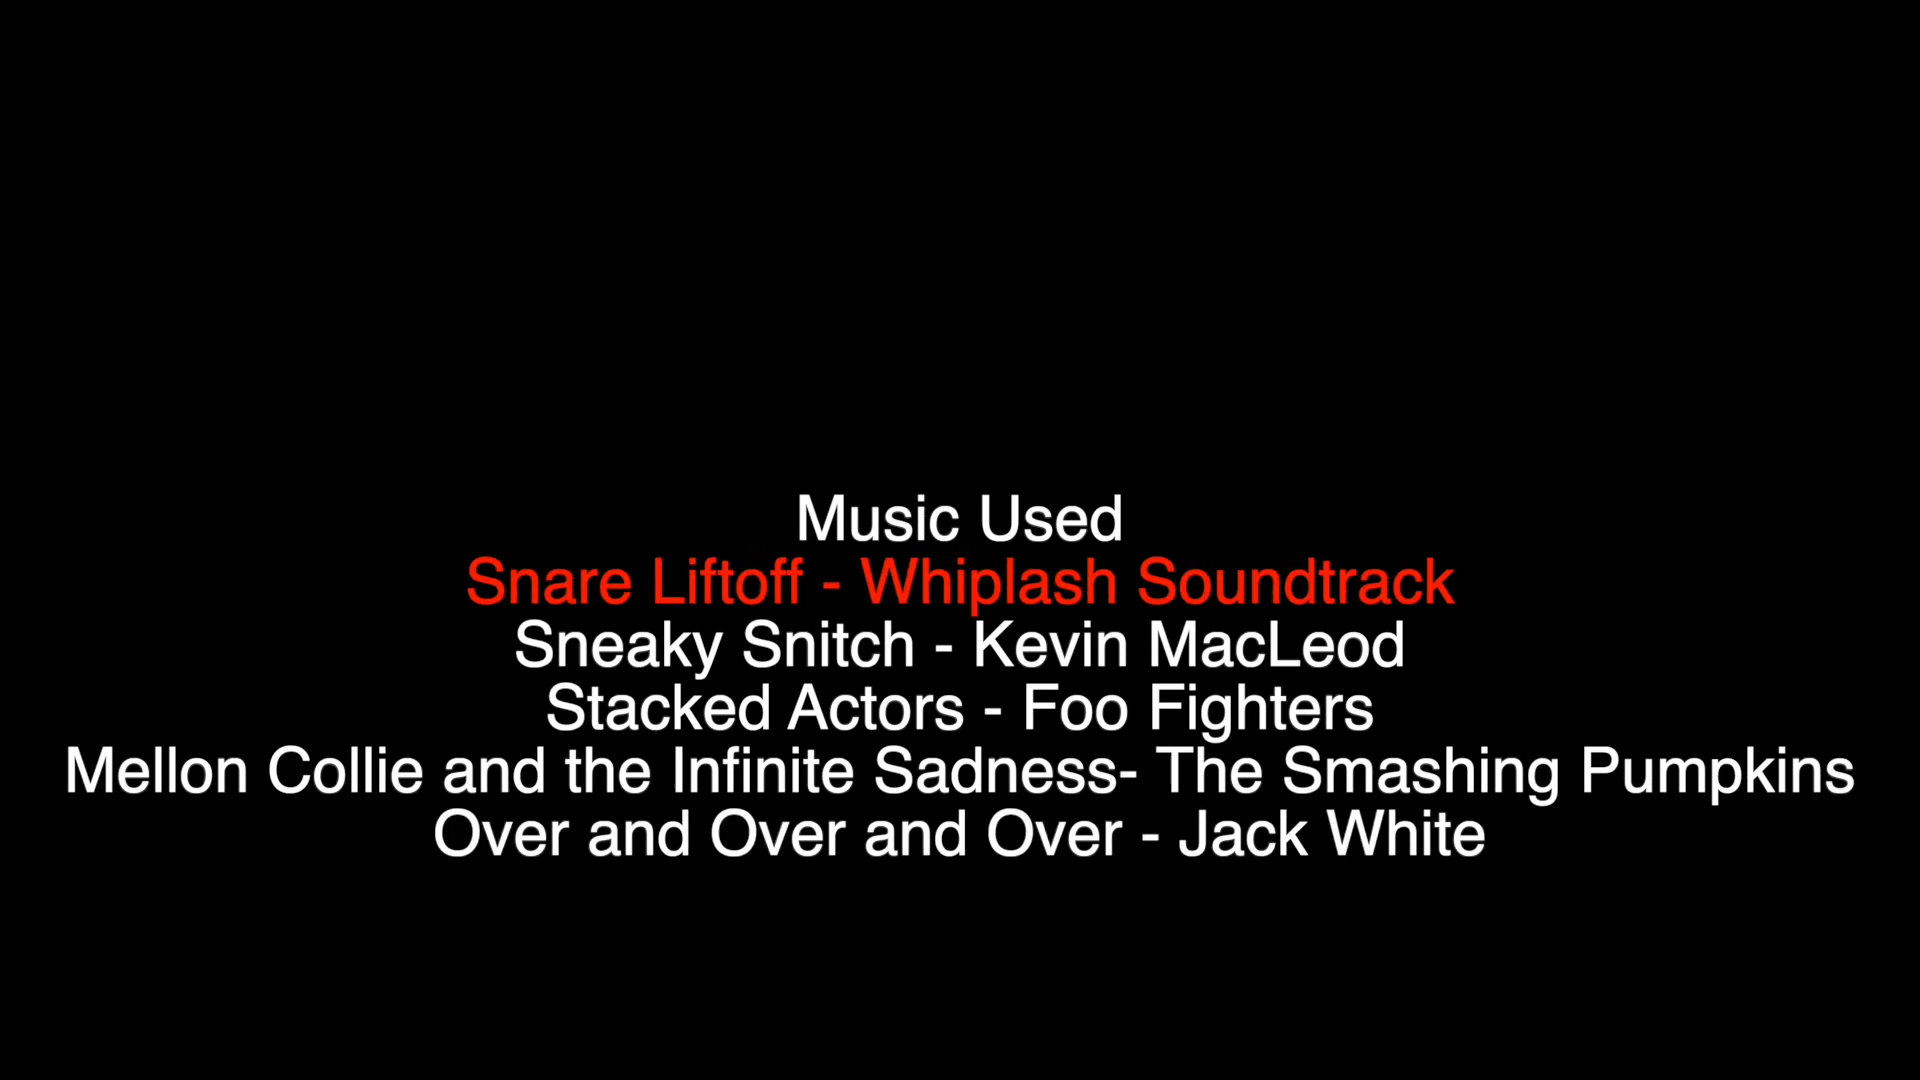 Music Used
Snare Liftoff - Whiplash Soundtrack
Sneaky Snitch - Kevin MacLeod
Stacked Actors - Foo Fighters
Mellon Collie and the Infinite Sadness- The Smashing Pumpkins
Over and Over and Over - Jack White